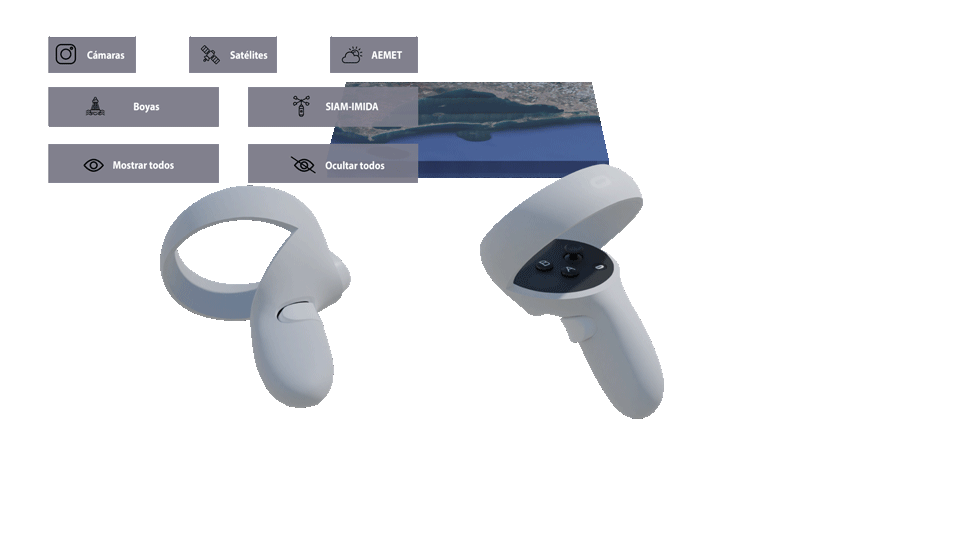 Cámaras
Satélites
AEMET
Boyas
SIAM-IMIDA
Mostrar todos
Ocultar todos
B
A